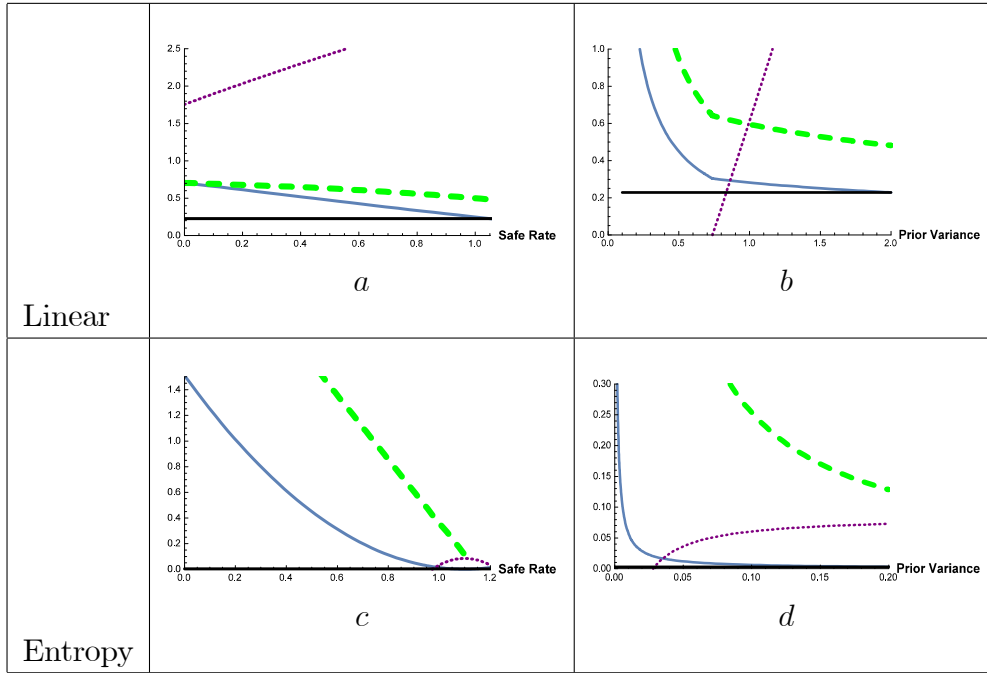 2.5
2.0
1.5
1.0
0.5
0.0
0.0 0.2 0.4 0.6 0.8 1.0 Safe Rate
a
1.0
0.8
0.6
0.4
0.2
0.0
0.0 0.5 1.0 1.5 2.0 Prior Variance
b
Linear
1.4
1.2
1.0
0.8
0.6
0.4
0.2
0.0
0.0 0.2 0.4 0.6 0.8 1.0 1.2 Safe Rate
c
0.30
0.25
0.20
0.15
0.10
0.05
0.00
0.00 0.05 0.10 0.15 0.20 Prior Variance
d
Entropy